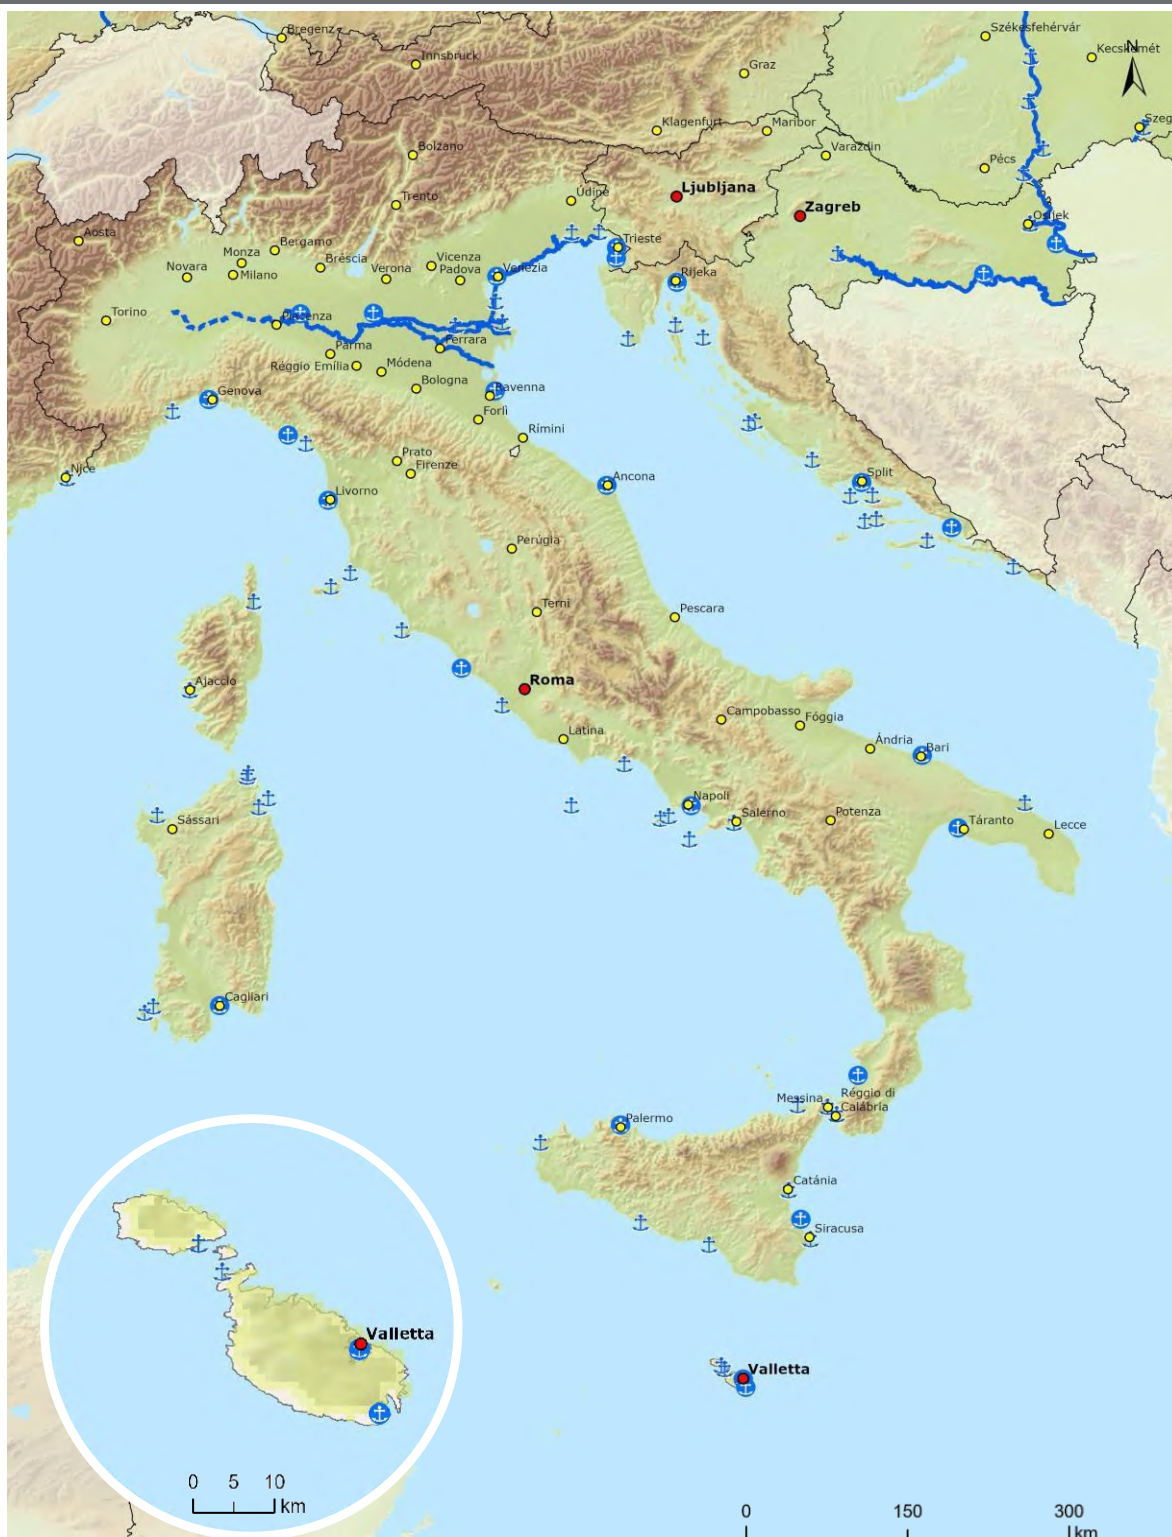 Bregenz
Székesfehérvár
Innsbruck
Kecskemét
N
Graz
Klagenfurt
Maribor
Varazdin
Bolzano
Pécs
Ljubljana
Trento
Údine
Zagreb
Osijek
Aosta
Trieste
Bergamo
Monza
Vicenza
Bréscia
Novara
Milano
Verona
Padova
Venezia
Rijeka
Torino
Piacenza
Parma
Ferrara
Réggio Emília
Módena
Bologna
Ravenna
Genova
Forlì
Rímini
Prato
Firenze
Nice
Split
Ancona
Livorno
Perúgia
Terni
Pescara
Ajaccio
Roma
Campobasso
Fóggia
Latina
Ándria
Bari
Napoli
Salerno
Potenza
Táranto
Lecce
Sássari
Cagliari
Messina
Réggio di
Calábria
Palermo
Catánia
Siracusa
Valletta
Valletta
0 5 10
km
0 150 300
km